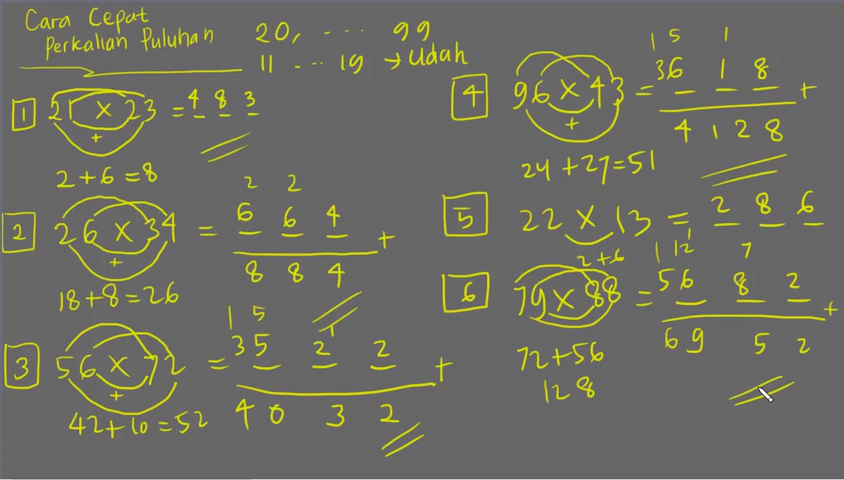 Cara Cepat
Perkalian Puluhan
20, ... 99
11 ... 19 → Udah
1 21 x 23 = 4 8 3
+
2 + 6 = 8
2 2
2 26 x 34 = 6 6 4 +
+
18 + 8 = 26
8 8 4
1 5 1
3 56 x 72 = 35 2 2 +
+
42 + 10 = 52
40 3 2
1 5 1
4 96 x 43 = 36 1 8 +
+
24 + 27 = 51
4 1 2 8
5 22 x 13 = 2 8 6
2 + 6
1 12 1 7
6 79 x 88 = 56 8 2 +
72 + 56
128
69 5 2